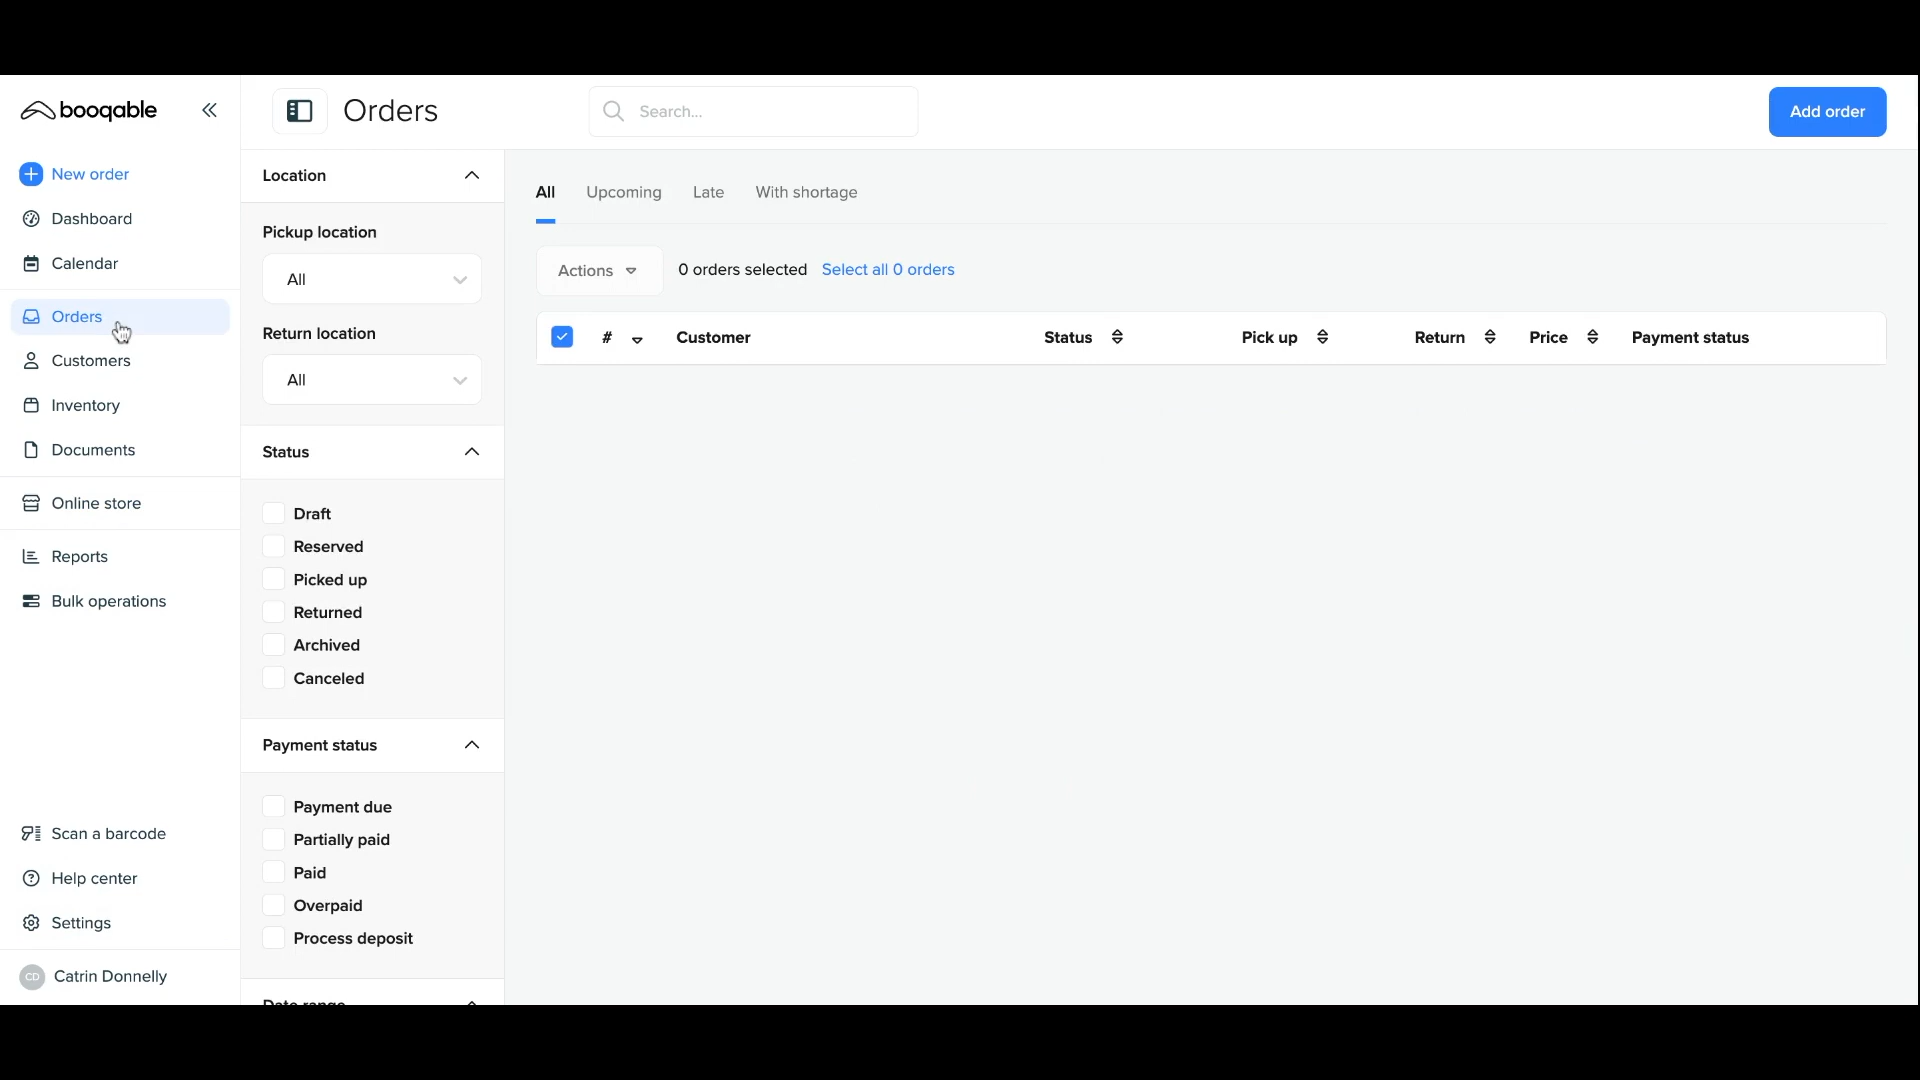 booqable
Orders
Search...
Add order
New order
Dashboard
Calendar
Orders
Customers
Inventory
Documents
Online store
Reports
Bulk operations
Scan a barcode
Help center
Settings
CD Catrin Donnelly
Location
Pickup location
All
Return location
All
Status
Draft
Reserved
Picked up
Returned
Archived
Canceled
Payment status
Payment due
Partially paid
Paid
Overpaid
Process deposit
Date range
All Upcoming Late With shortage
Actions 0 orders selected Select all 0 orders
# Customer Status Pick up Return Price Payment status